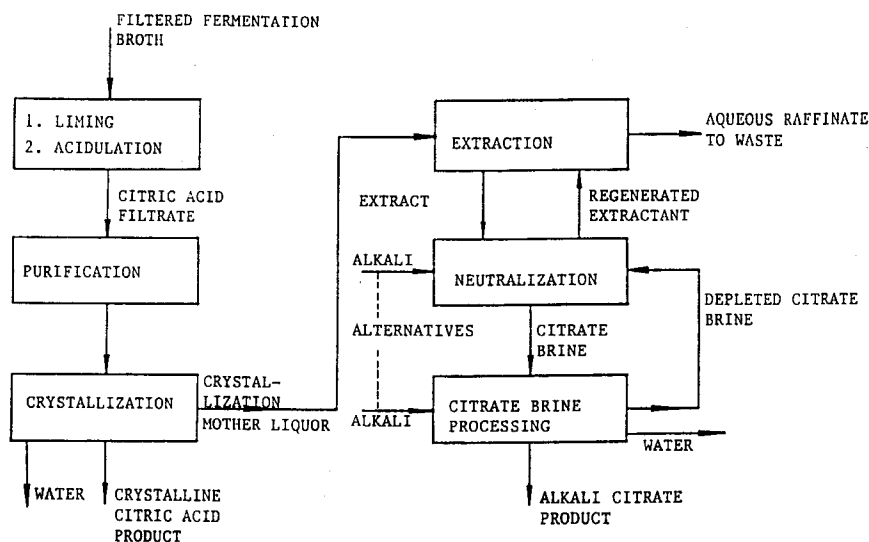 FILTERED FERMENTATION
BROTH
1. LIMING
2. ACIDULATION
CITRIC ACID
FILTRATE
PURIFICATION
CRYSTALLIZATION
CRYSTAL-
LIZATION
MOTHER LIQUOR
WATER
CRYSTALLINE
CITRIC ACID
PRODUCT
EXTRACTION
AQUEOUS RAFFINATE
TO WASTE
EXTRACT
REGENERATED
EXTRACTANT
ALKALI
NEUTRALIZATION
DEPLETED CITRATE
BRINE
ALTERNATIVES
CITRATE
BRINE
ALKALI
CITRATE BRINE
PROCESSING
WATER
ALKALI CITRATE
PRODUCT